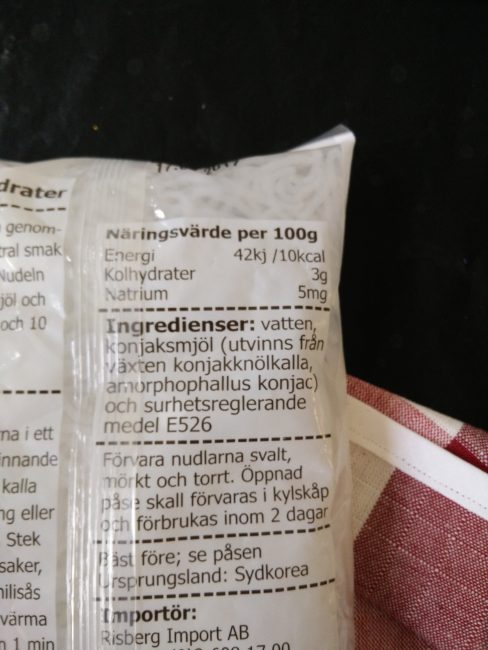 drater
genom-
tral smak
Nudeln
jöl och
och 10
na i ett
innande
kalla
ng eller
Stek
saker,
nilisås
värma
1 min
Näringsvärde per 100g
Energi 42kj /10kcal
Kolhydrater 3g
Natrium 5mg
Ingredienser: vatten,
konjaksmjöl (utvinns från
växten konjakknölkalla,
amorphophallus konjac)
och surhetsreglerande
medel E526
Förvara nudlarna svalt,
mörkt och torrt. Öppnad
påse skall förvaras i kylskåp
och förbrukas inom 2 dagar
Bäst före; se påsen
Ursprungsland: Sydkorea
Importör:
Risberg Import AB